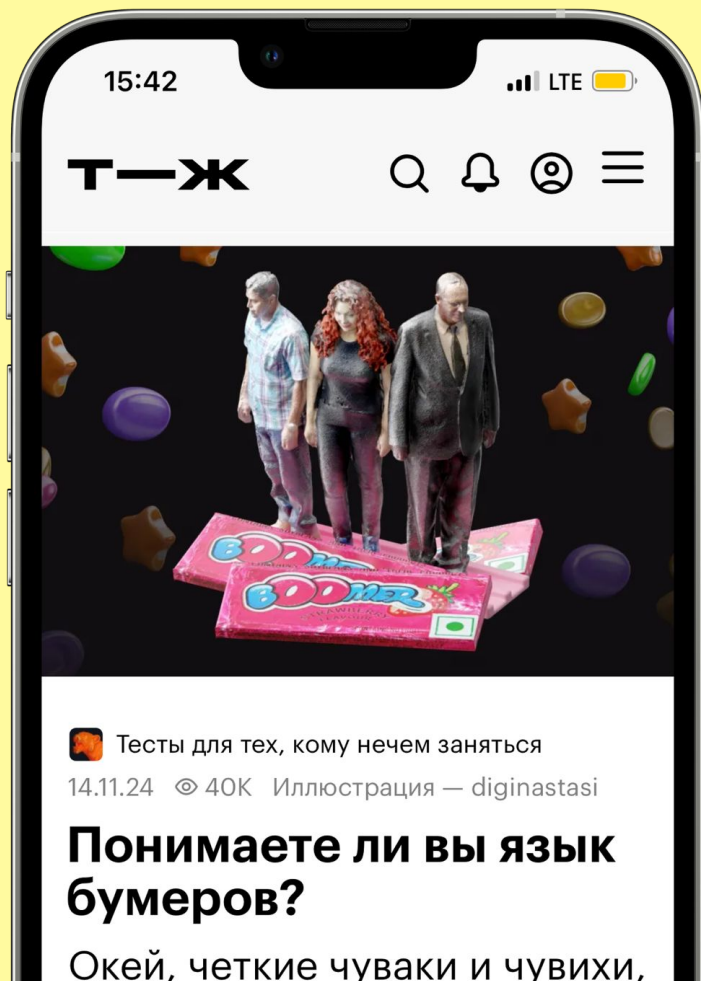 15:42 LTE
Т—Ж
BOOMER
BOOMER
STRAWBERRY
Тесты для тех, кому нечем заняться
14.11.24 40K Иллюстрация — diginastasi
Понимаете ли вы язык
бумеров?
Окей, четкие чуваки и чувихи,